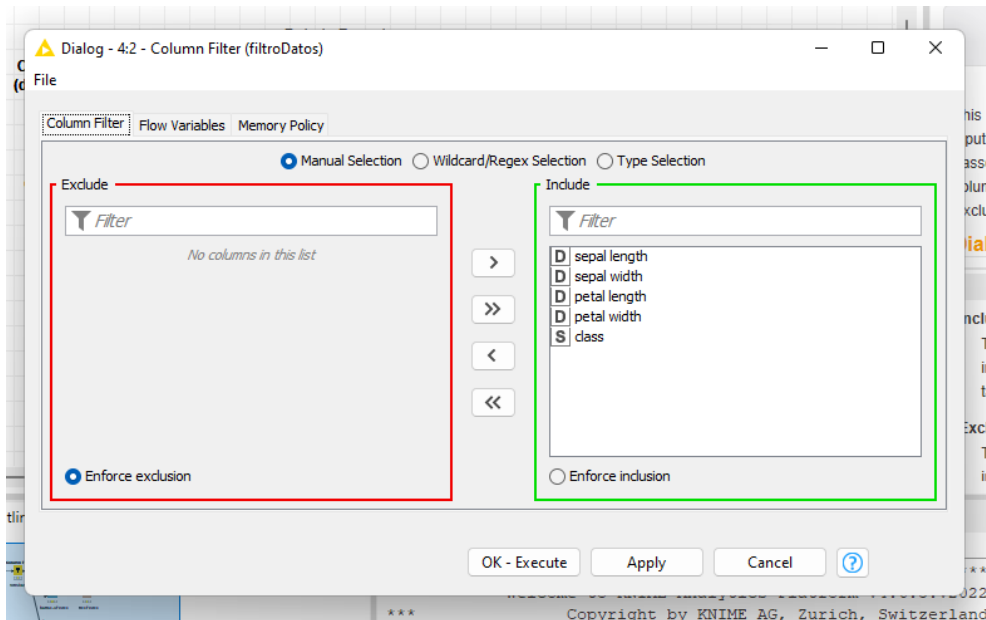 Dialog - 4:2 - Column Filter (filtroDatos)
File
Column Filter Flow Variables Memory Policy
Manual Selection Wildcard/Regex Selection Type Selection
Exclude
Include
Filter
Filter
No columns in this list
D sepal length
D sepal width
D petal length
D petal width
S class
>
>>
<
<<
Enforce exclusion
Enforce inclusion
OK - Execute Apply Cancel ?
***
Copyright by KNIME AG, Zurich, Switzerland